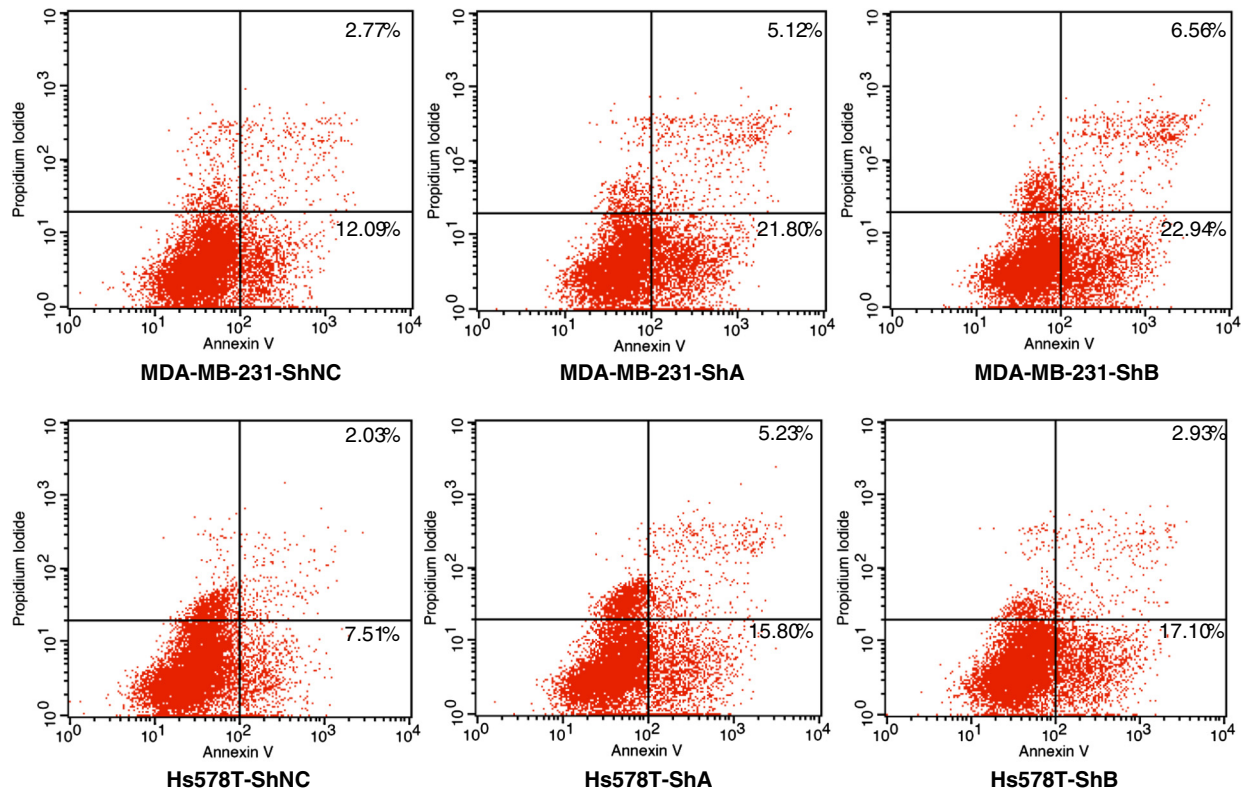 10
10³
10²
10¹
10⁰
Propidium Iodide
2.77%
12.09%
10⁰ 10¹ 10² 10³ 10⁴
Annexin V
MDA-MB-231-ShNC
10
10³
10²
10¹
10⁰
Propidium Iodide
5.12%
21.80%
10⁰ 10¹ 10² 10³ 10⁴
Annexin V
MDA-MB-231-ShA
10
10³
10²
10¹
10⁰
Propidium Iodide
6.56%
22.94%
10⁰ 10¹ 10² 10³ 10⁴
Annexin V
MDA-MB-231-ShB
10
10³
10²
10¹
10⁰
Propidium Iodide
2.03%
7.51%
10⁰ 10¹ 10² 10³ 10⁴
Annexin V
Hs578T-ShNC
10
10³
10²
10¹
10⁰
Propidium Iodide
5.23%
15.80%
10⁰ 10¹ 10² 10³ 10⁴
Annexin V
Hs578T-ShA
10
10³
10²
10¹
10⁰
Propidium Iodide
2.93%
17.10%
10⁰ 10¹ 10² 10³ 10⁴
Annexin V
Hs578T-ShB